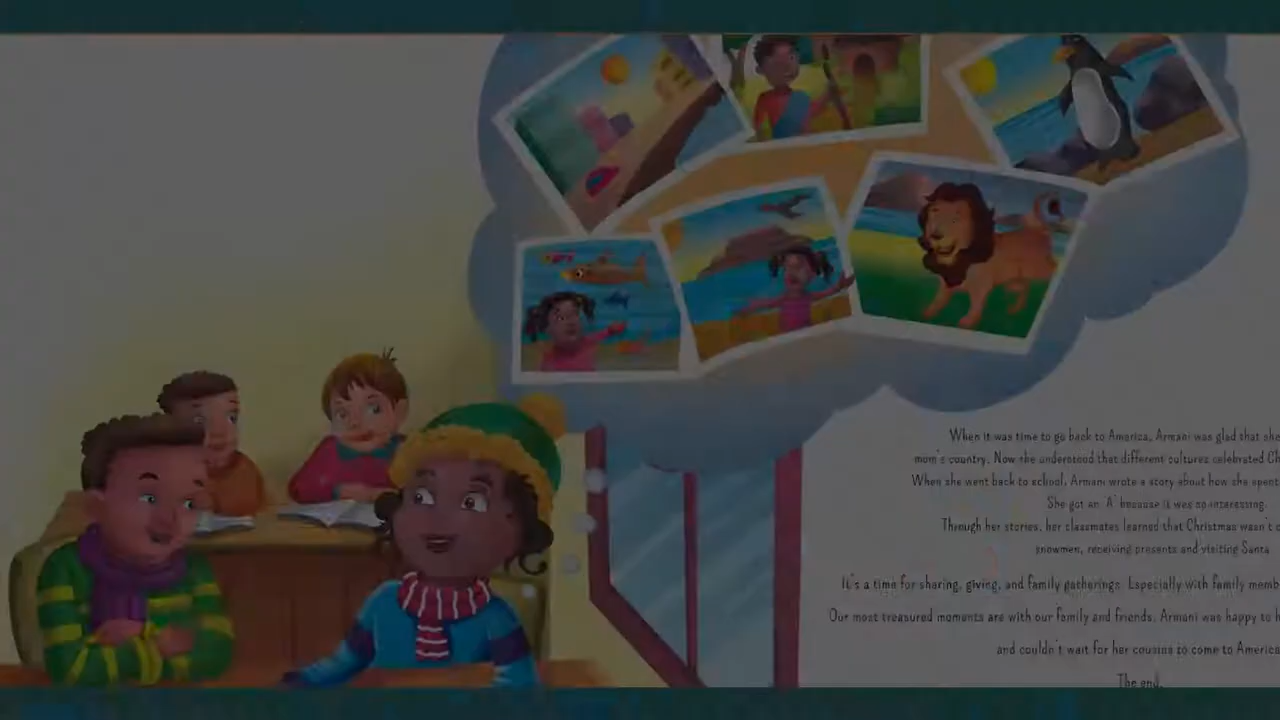 When it was time to go back to America, Armani was glad that she
mom's country. Now she understood that different cultures celebrated
When she went back to school, Armani wrote a story about how she spent
She got an "A" because it was so interesting.
Through her stories, her classmates learned that Christmas wasn't
snowmen, receiving presents and visiting Santa
It's a time for sharing, giving, and family gatherings. Especially with family
Our most treasured moments are with our family and friends. Armani was happy to
and couldn't wait for her cousins to come to America
The end.